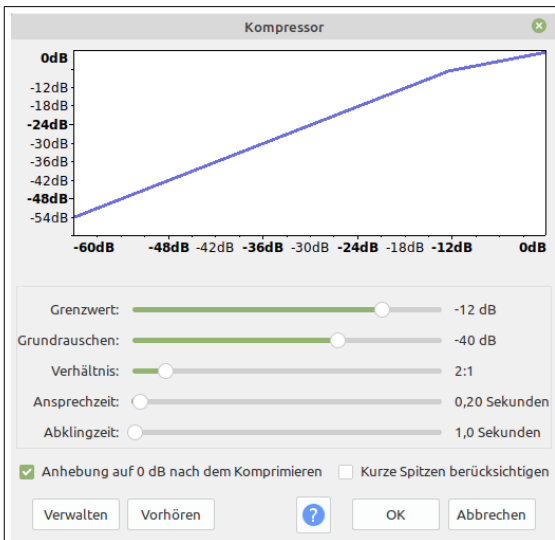 Kompressor
0dB
-12dB
-18dB
-24dB
-30dB
-36dB
-42dB
-48dB
-54dB
-60dB -48dB -42dB -36dB -30dB -24dB -18dB -12dB 0dB
Grenzwert: -12 dB
Grundrauschen: -40 dB
Verhältnis: 2:1
Ansprechzeit: 0,20 Sekunden
Abklingzeit: 1,0 Sekunden
Anhebung auf 0 dB nach dem Komprimieren Kurze Spitzen berücksichtigen
Verwalten Vorhören ? OK Abbrechen